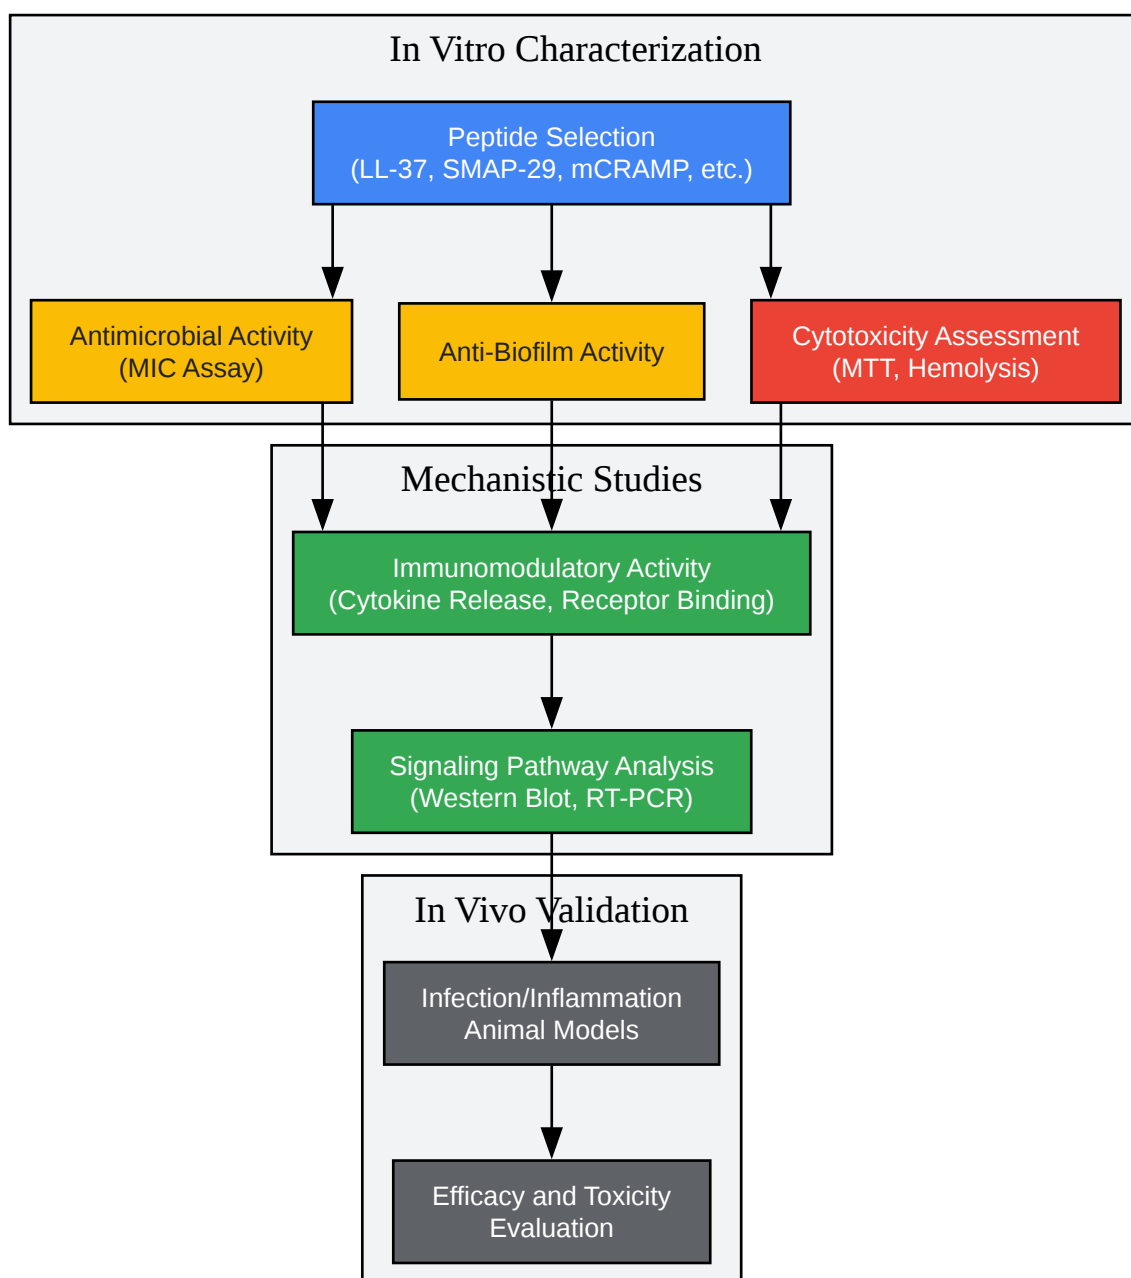 In Vitro Characterization
Peptide Selection
(LL-37, SMAP-29, mCRAMP, etc.)
Antimicrobial Activity
(MIC Assay)
Anti-Biofilm Activity
Cytotoxicity Assessment
(MTT, Hemolysis)
Mechanistic Studies
Immunomodulatory Activity
(Cytokine Release, Receptor Binding)
Signaling Pathway Analysis
(Western Blot, RT-PCR)
In Vivo Validation
Infection/Inflammation
Animal Models
Efficacy and Toxicity
Evaluation